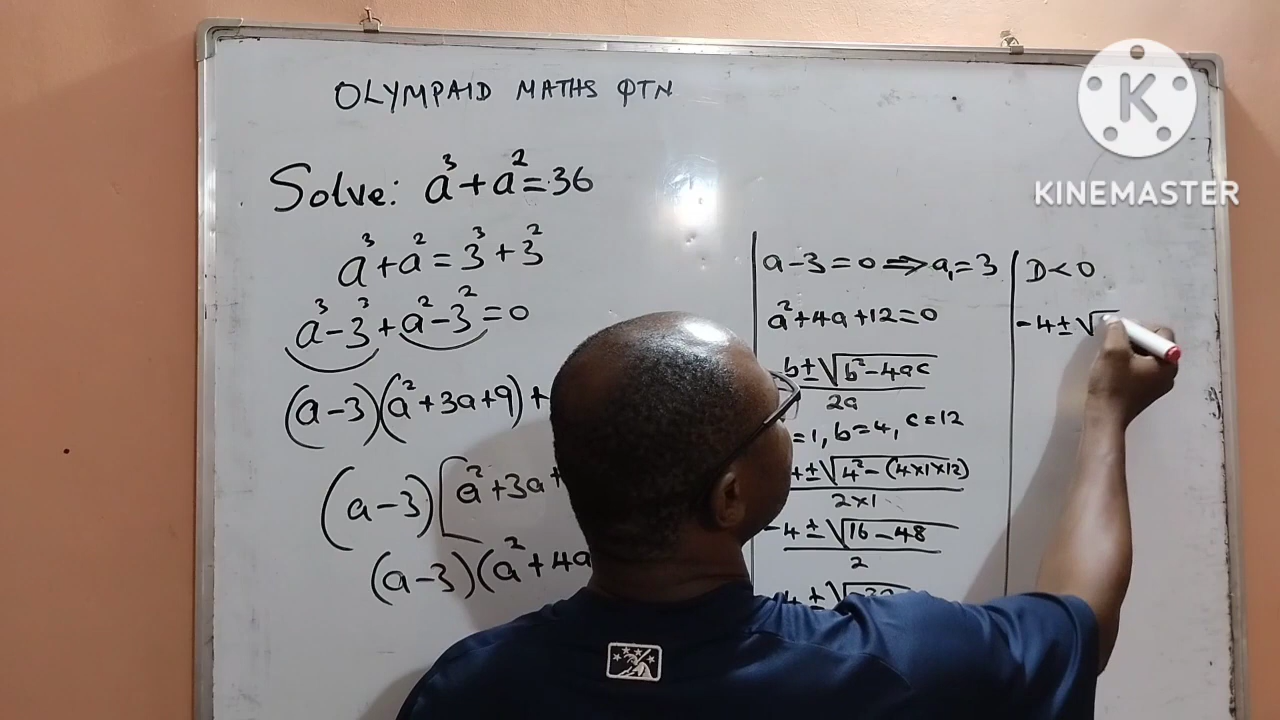 OLYMPAID MATHS QTN
Solve: a³+a²=36
a³+a²=3³+3²
a³-3³+a²-3²=0
(a-3)(a²+3a+9)+
(a-3)[a²+3a+
(a-3)(a²+4a
a-3=0⟹a₁=3
a²+4a+12=0
b±√b²-4ac
2a
=1, b=4, c=12
±√4²-(4×1×12)
2×1
-4±√16-48
2
-4±√-32
D<0
-4±√
K
KINEMASTER